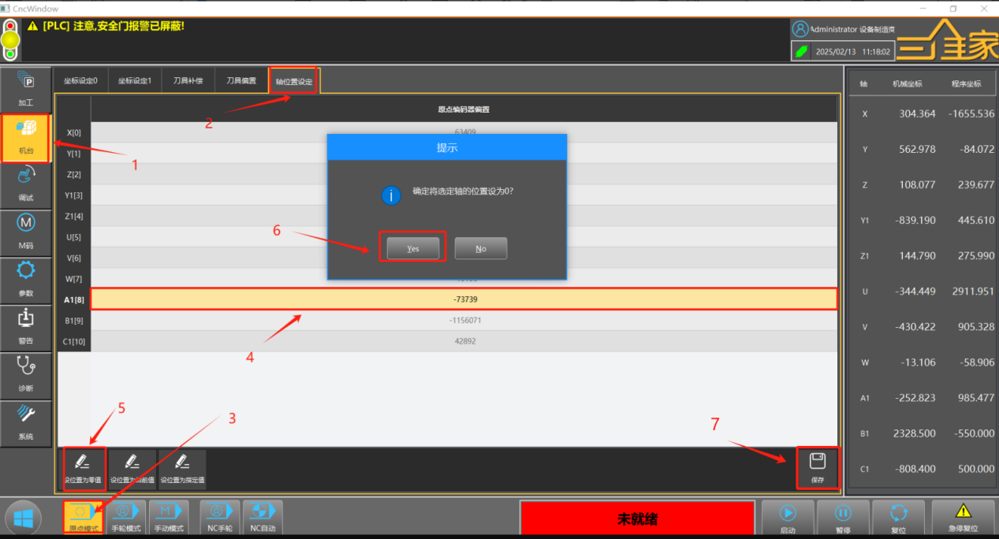 CncWindow
[PLC] 注意,安全门报警已屏蔽!
Administrator 设备制造商
2025/02/13 11:18:02
三佳家
坐标设定0 坐标设定1 刀具补偿 刀具偏置 轴位置设定
加工
机台
调试
M码
参数
警告
诊断
系统
原点编码器偏置
X[0] 63409
Y[1]
Z[2]
Y1[3]
Z1[4]
U[5]
V[6]
W[7]
A1[8] -73739
B1[9] -1156071
C1[10] 42892
提示
确定将选定轴的位置设为0?
Yes No
1
2
3
4
5
6
7
设位置为零值 设位置为当前值 设位置为指定值
保存
轴 机械坐标 程序坐标
X 304.364 -1655.536
Y 562.978 -84.072
Z 108.077 239.677
Y1 -839.190 445.610
Z1 144.790 275.990
U -344.449 2911.951
V -430.422 905.328
W -13.106 -58.906
A1 -252.823 985.477
B1 2328.500 -550.000
C1 -808.400 500.000
原点模式 手轮模式 手动模式 NC手轮 NC自动
未就绪
启动 暂停 复位 急停复位